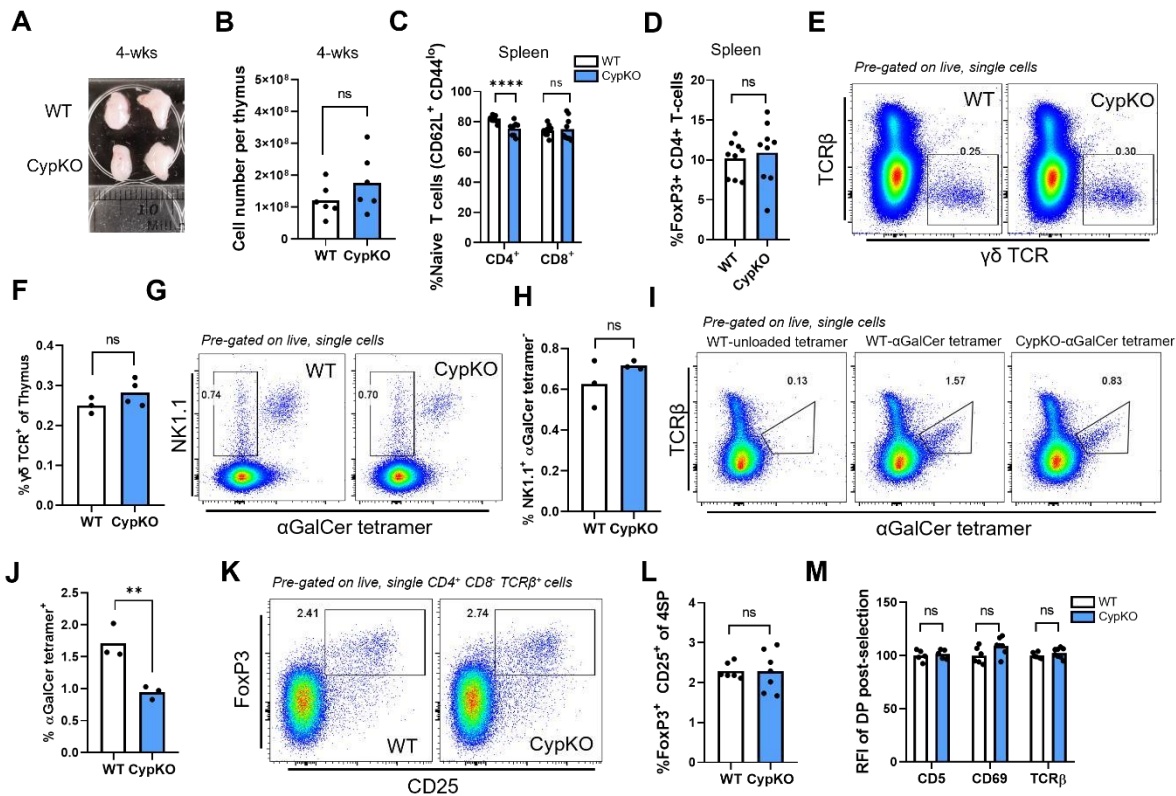 A
4-wks
WT
CypKO
B
4-wks
Cell number per thymus
5×10⁸
4×10⁸
3×10⁸
2×10⁸
1×10⁸
0
ns
WT CypKO
C
Spleen
WT
CypKO
%Naive T cells (CD62L⁺ CD44ˡᵒ)
100
80
60
40
20
0
**** ns
CD4⁺ CD8⁺
D
Spleen
%FoxP3+ CD4+ T-cells
20
15
10
5
0
ns
WT
CypKO
E
Pre-gated on live, single cells
TCRβ
WT
0.25
CypKO
0.30
γδ TCR
F
% γδ TCR⁺ of Thymus
0.4
0.3
0.2
0.1
0.0
ns
WT CypKO
G
Pre-gated on live, single cells
NK1.1
WT
0.74
CypKO
0.70
αGalCer tetramer
H
% NK1.1⁺ αGalCer tetramer⁻
0.8
0.6
0.4
0.2
0.0
ns
WT
CypKO
I
Pre-gated on live, single cells
WT-unloaded tetramer WT-αGalCer tetramer CypKO-αGalCer tetramer
TCRβ
0.13
1.57
0.83
αGalCer tetramer
J
% αGalCer tetramer⁺
2.5
2.0
1.5
1.0
0.5
0.0
**
WT CypKO
K
Pre-gated on live, single CD4⁺ CD8⁻ TCRβ⁺ cells
FoxP3
2.41
WT
2.74
CypKO
CD25
L
%FoxP3⁺ CD25⁺ of 4SP
4
3
2
1
0
ns
WT CypKO
M
WT
CypKO
RFI of DP post-selection
150
100
50
0
ns ns ns
CD5 CD69 TCRβ